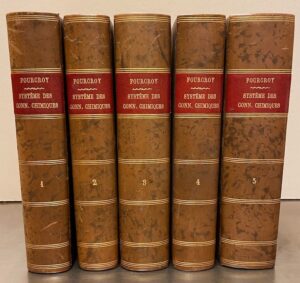 FOURCROY
SYSTÈME DES
CONN. CHIMIQUES
1
FOURCROY
SYSTÈME DES
CONN. CHIMIQUES
2
FOURCROY
SYSTÈME DES
CONN. CHIMIQUES
3
FOURCROY
SYSTÈME DES
CONN. CHIMIQUES
4
FOURCROY
SYSTÈME DES
CONN. CHIMIQUES
5